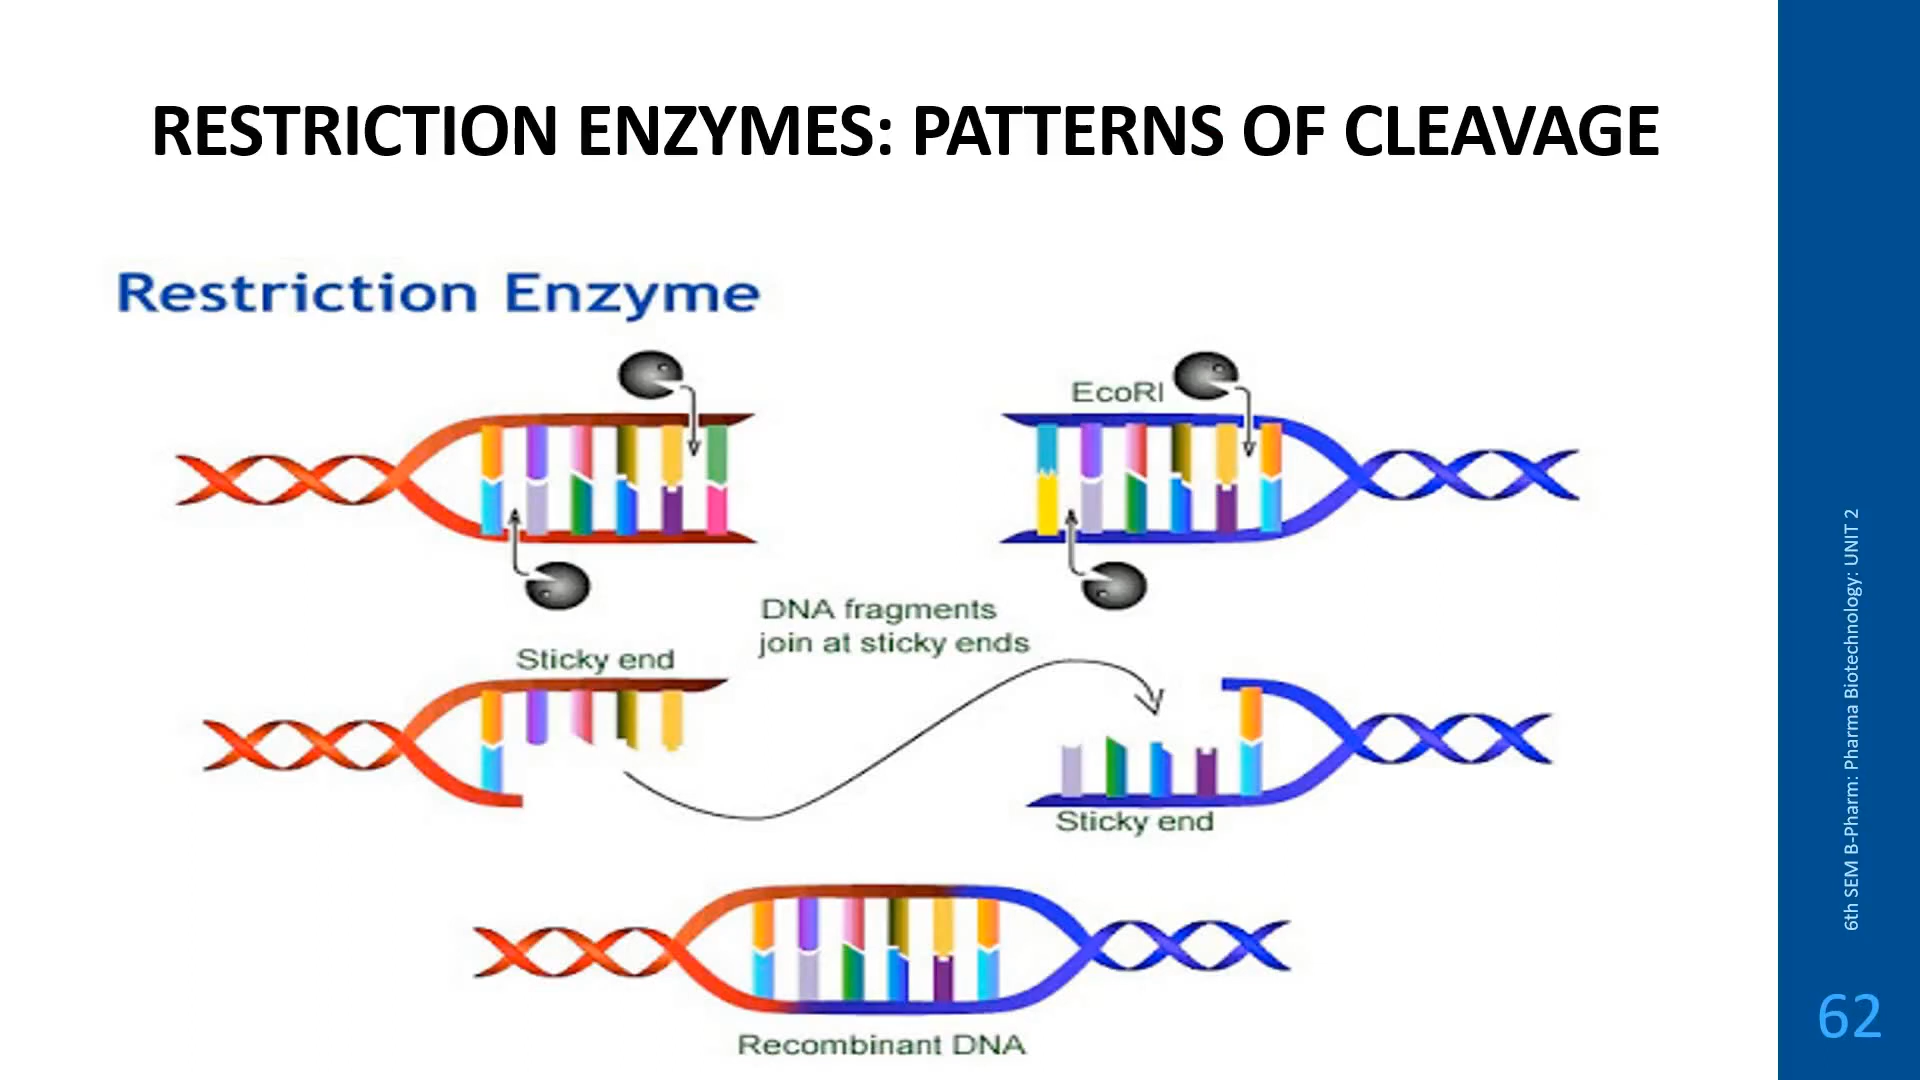 RESTRICTION ENZYMES: PATTERNS OF CLEAVAGE
Restriction Enzyme
EcoRI
DNA fragments
join at sticky ends
Sticky end
Sticky end
Recombinant DNA
6th SEM B-Pharm: Pharma Biotechnology: UNIT 2
62